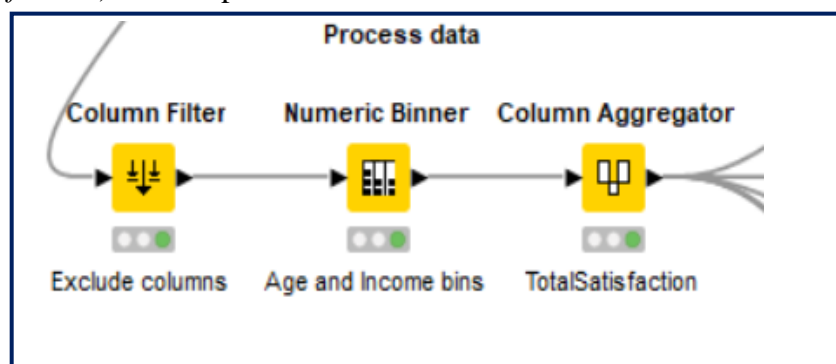 Process data
Column Filter
Numeric Binner
Column Aggregator
Exclude columns
Age and Income bins
TotalSatisfaction